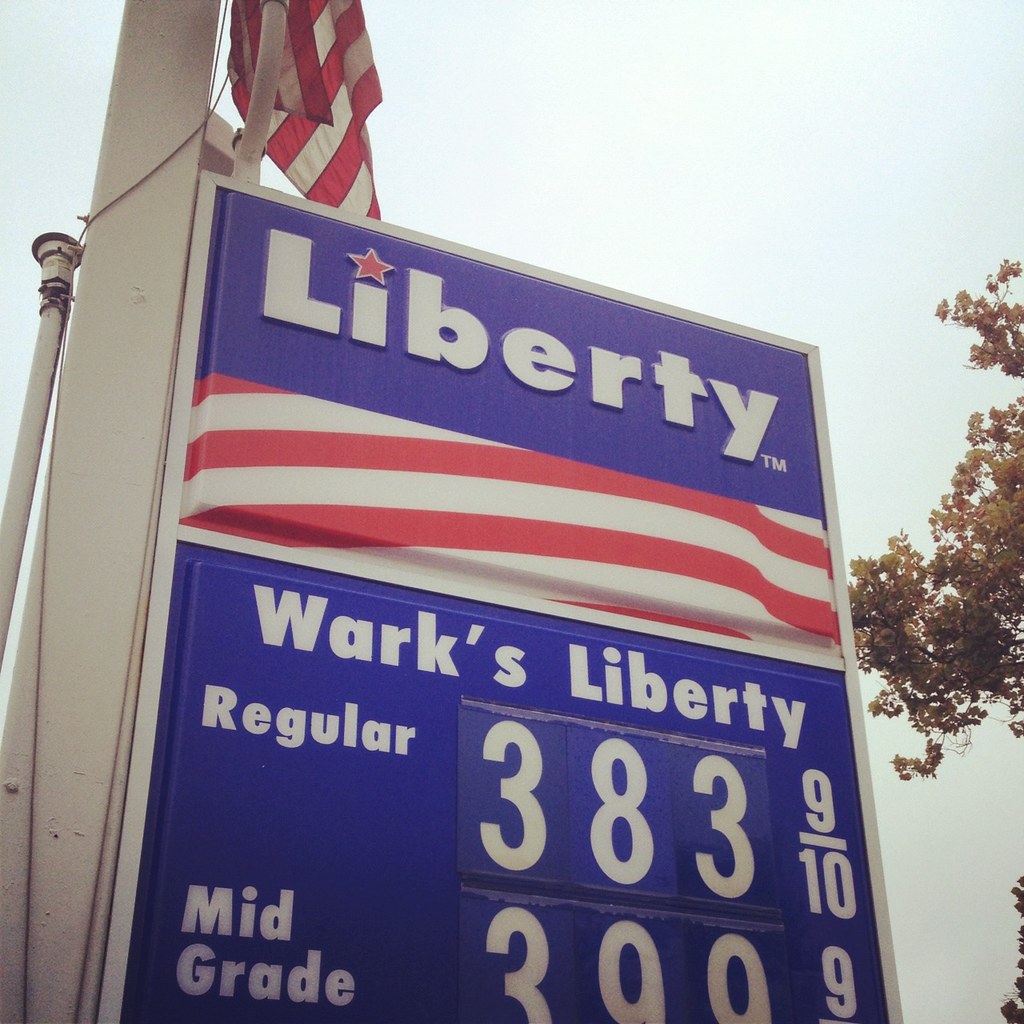 Liberty™
Wark's Liberty
Regular 383 9/10
Mid
Grade 399 9